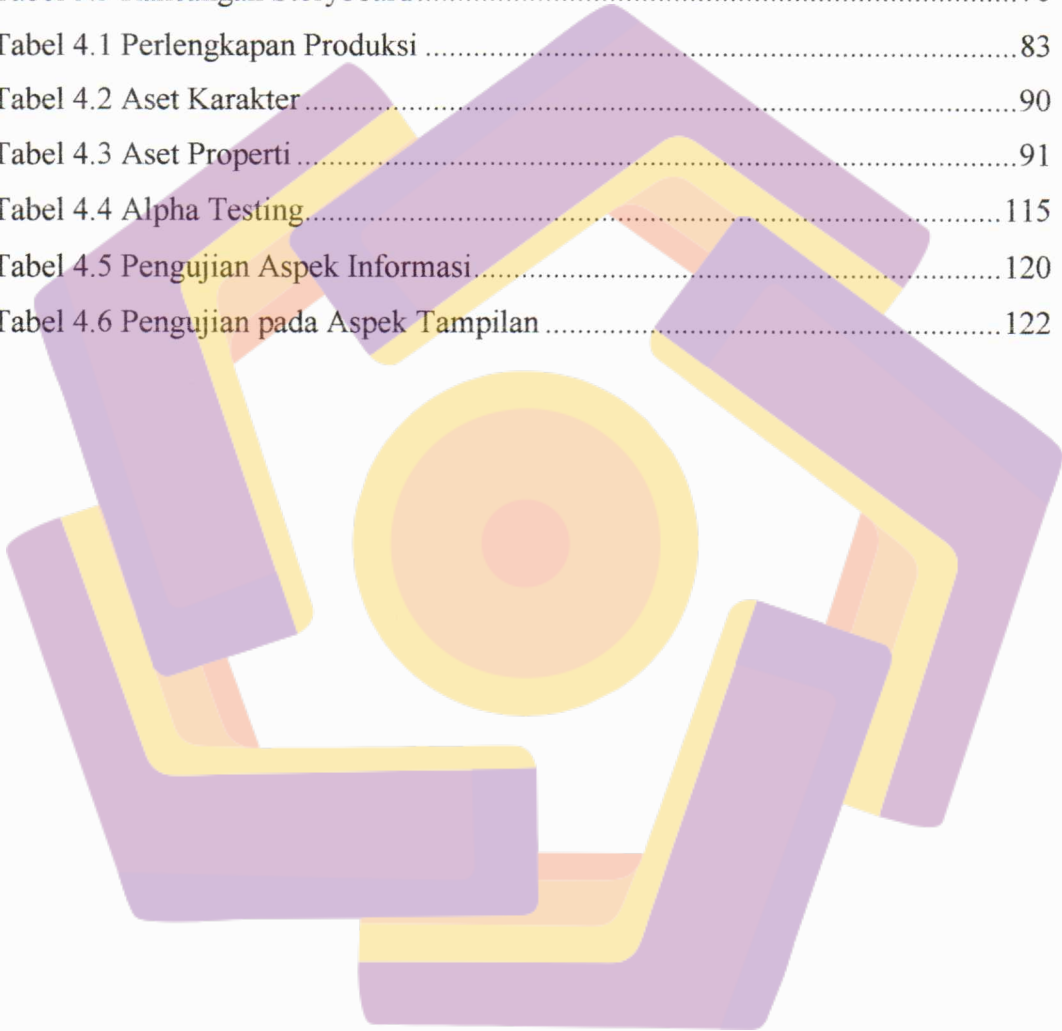 Tabel 4.1 Perlengkapan Produksi ........................................................................... 83
Tabel 4.2 Aset Karakter ........................................................................................... 90
Tabel 4.3 Aset Properti ............................................................................................ 91
Tabel 4.4 Alpha Testing ......................................................................................... 115
Tabel 4.5 Pengujian Aspek Informasi .................................................................... 120
Tabel 4.6 Pengujian pada Aspek Tampilan ........................................................... 122